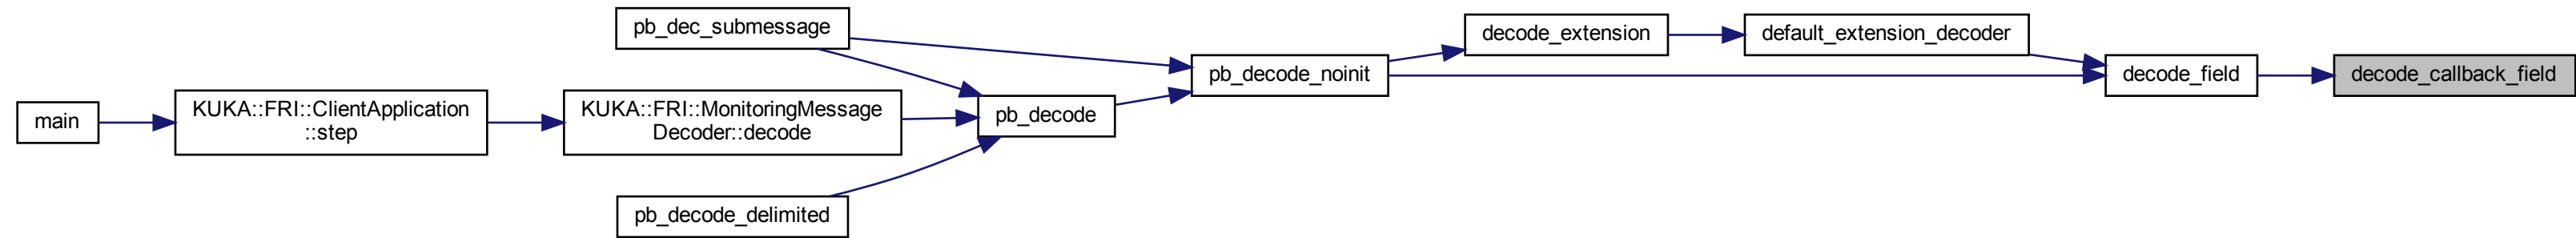 pb_dec_submessage
decode_extension
default_extension_decoder
pb_decode_noinit
decode_field
decode_callback_field
main
KUKA::FRI::ClientApplication
::step
KUKA::FRI::MonitoringMessage
Decoder::decode
pb_decode
pb_decode_delimited